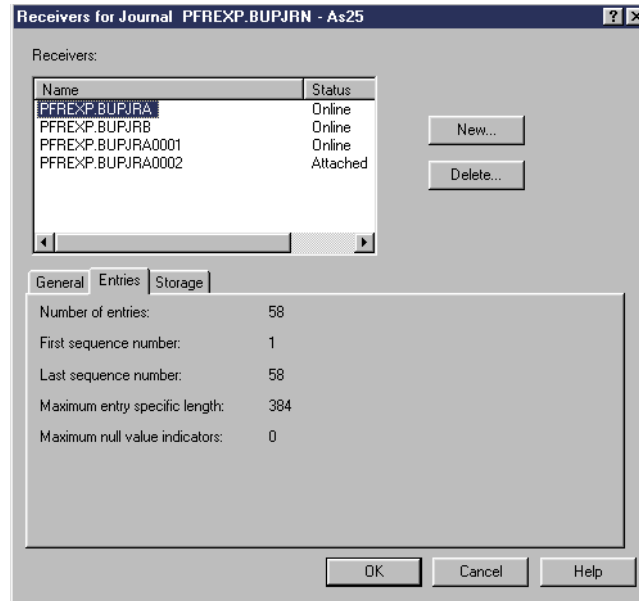 Receivers for Journal PFREXP.BUPJRN - As25
Receivers:
Name Status
PFREXP.BUPJRA Online
PFREXP.BUPJRB Online
PFREXP.BUPJRA0001 Online
PFREXP.BUPJRA0002 Attached
New...
Delete...
General Entries Storage
Number of entries: 58
First sequence number: 1
Last sequence number: 58
Maximum entry specific length: 384
Maximum null value indicators: 0
OK Cancel Help